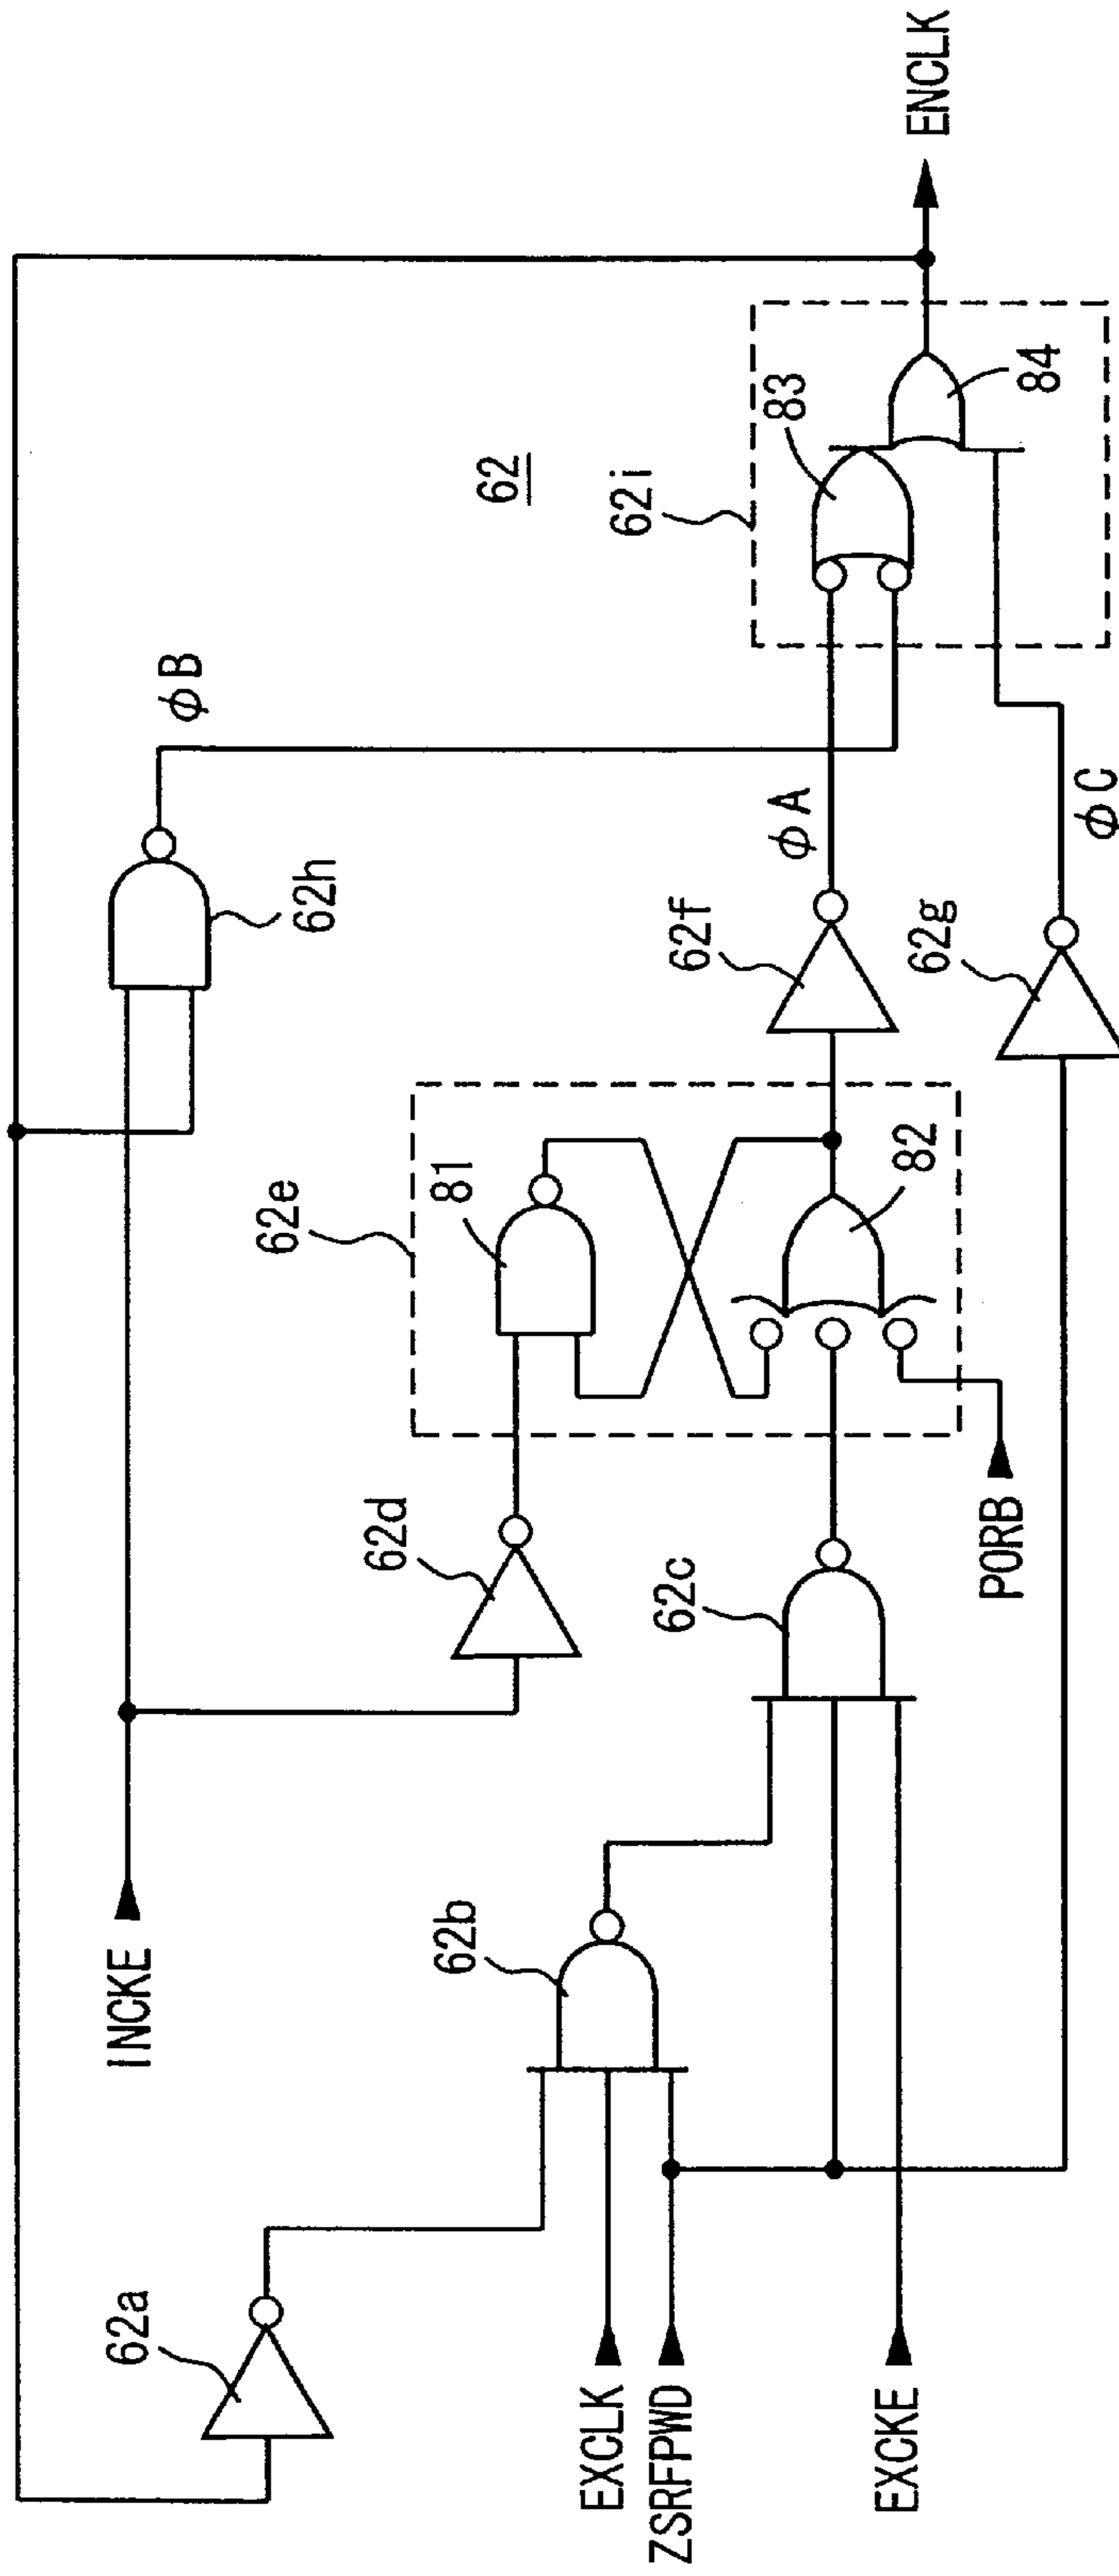 62a
EXCLK
ZSRFPWD
EXCKE
INCKE
62b
62c
62d
PORB
62e
81
82
62h
62f
62g
φB
φA
φC
62
62i
83
84
ENCLK